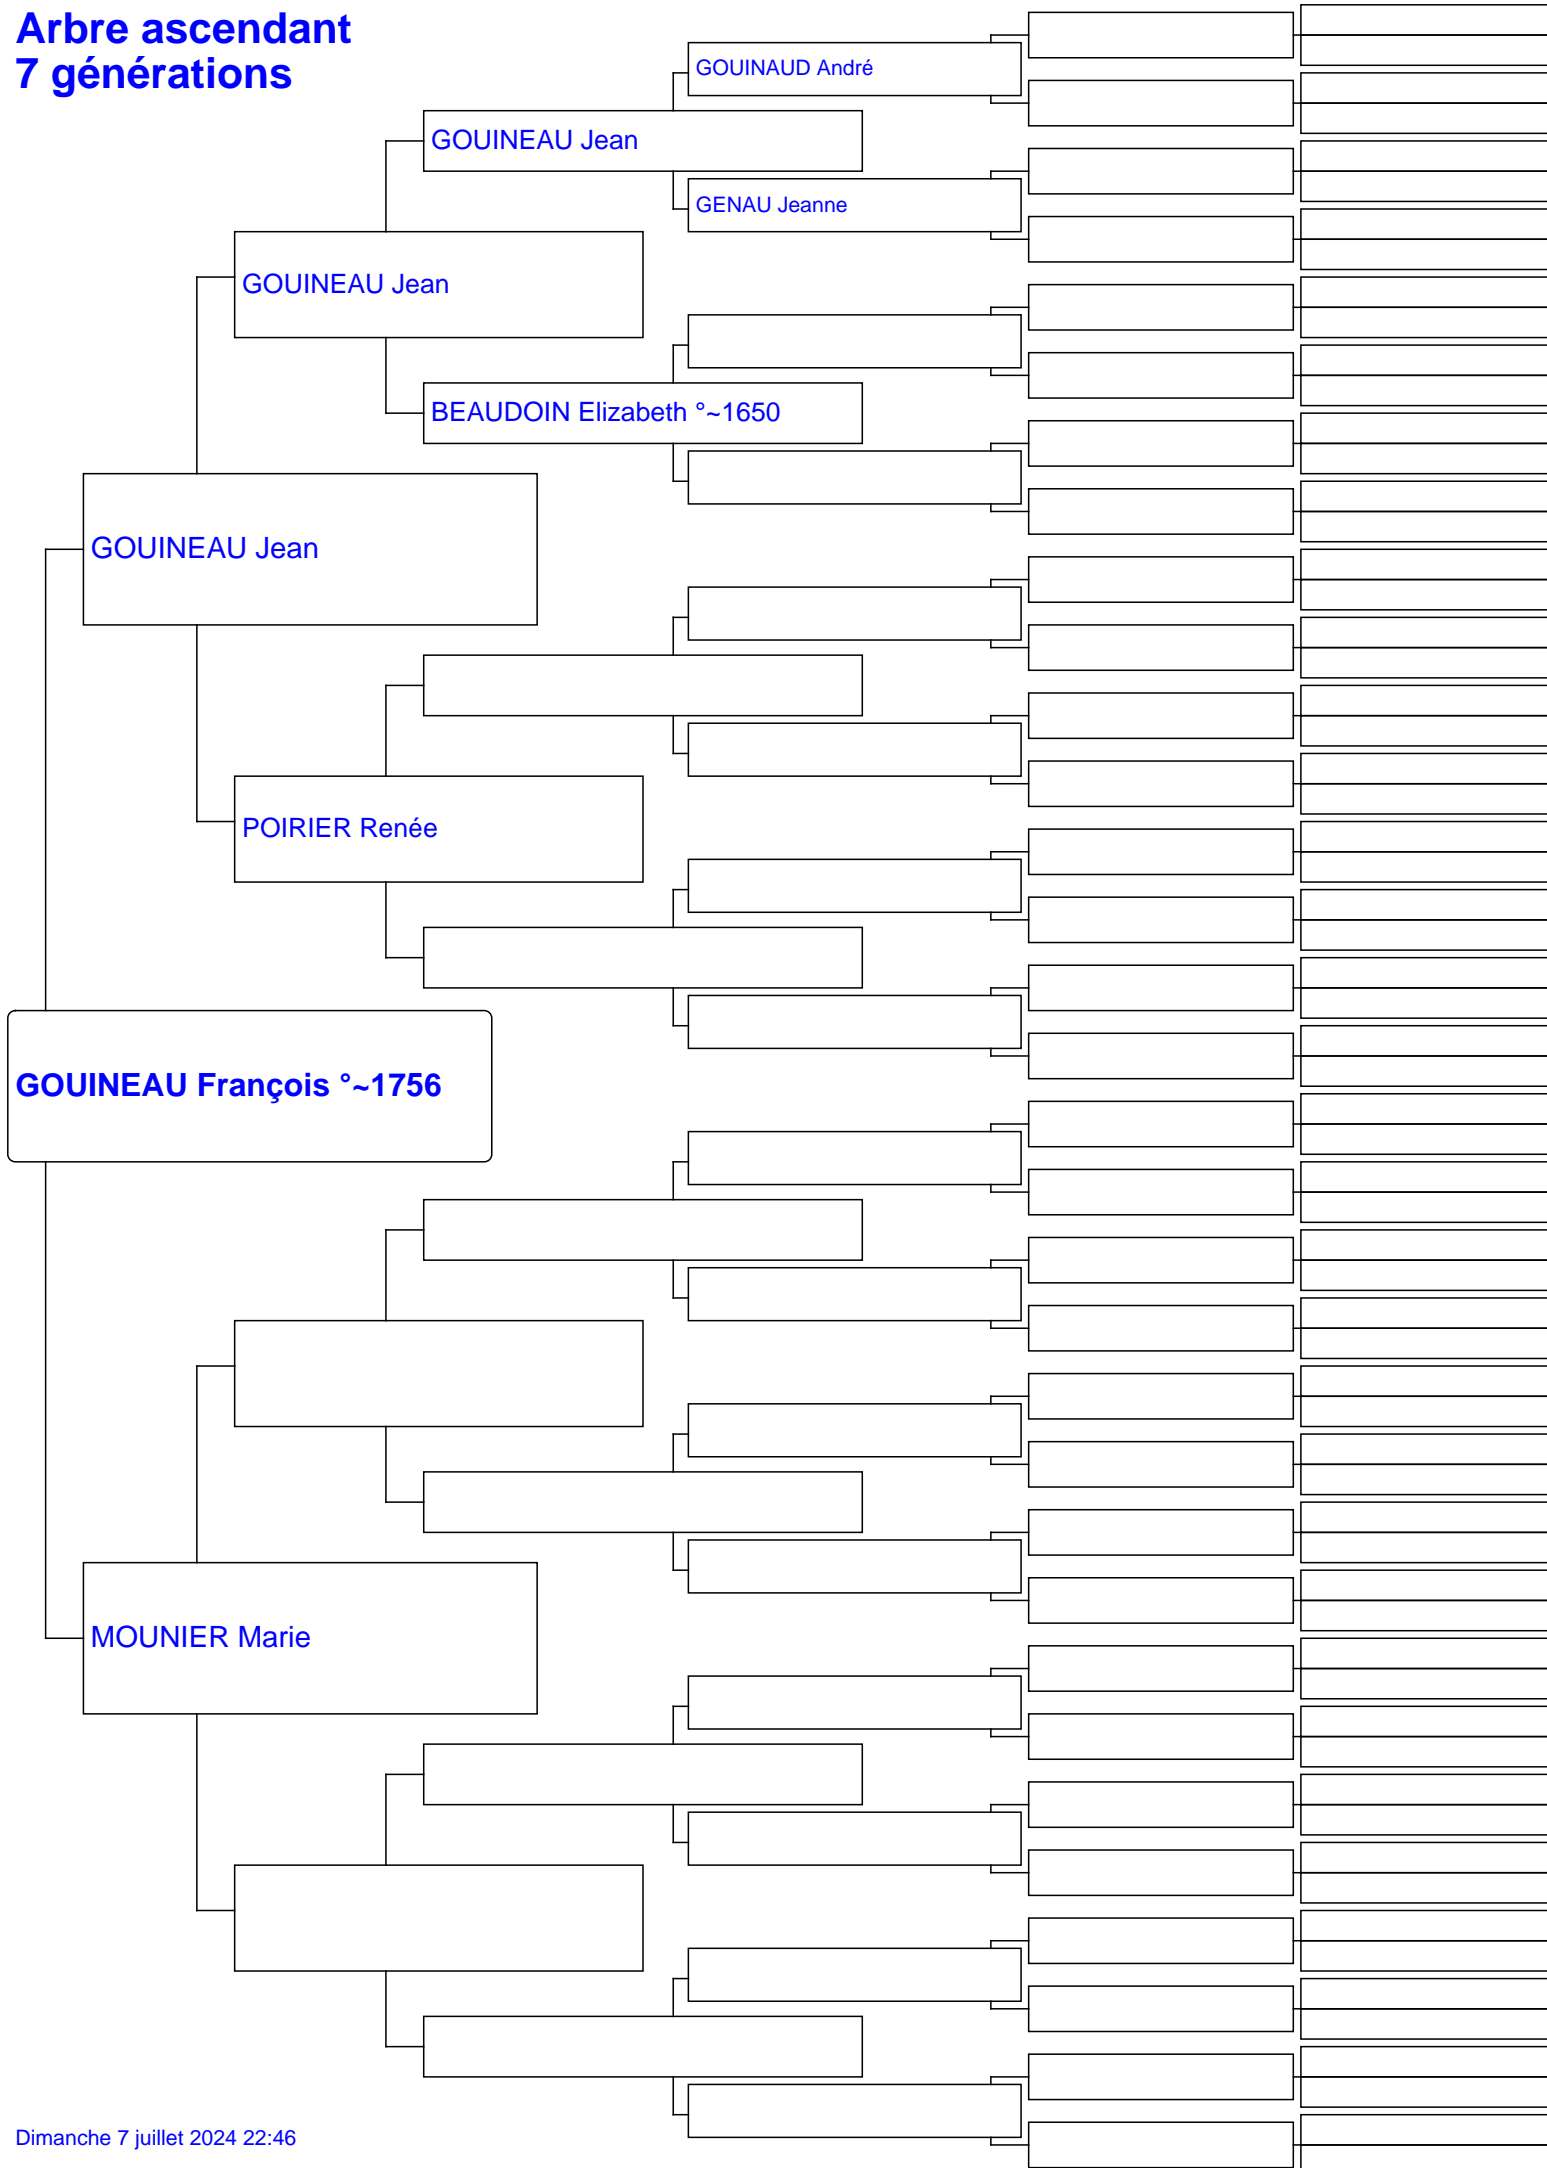 Arbre ascendant
7 générations
GOUINAUD André
GOUINEAU Jean
GENAU Jeanne
GOUINEAU Jean
BEAUDOIN Elizabeth °~1650
GOUINEAU Jean
POIRIER Renée
GOUINEAU François °~1756
MOUNIER Marie
Dimanche 7 juillet 2024 22:46